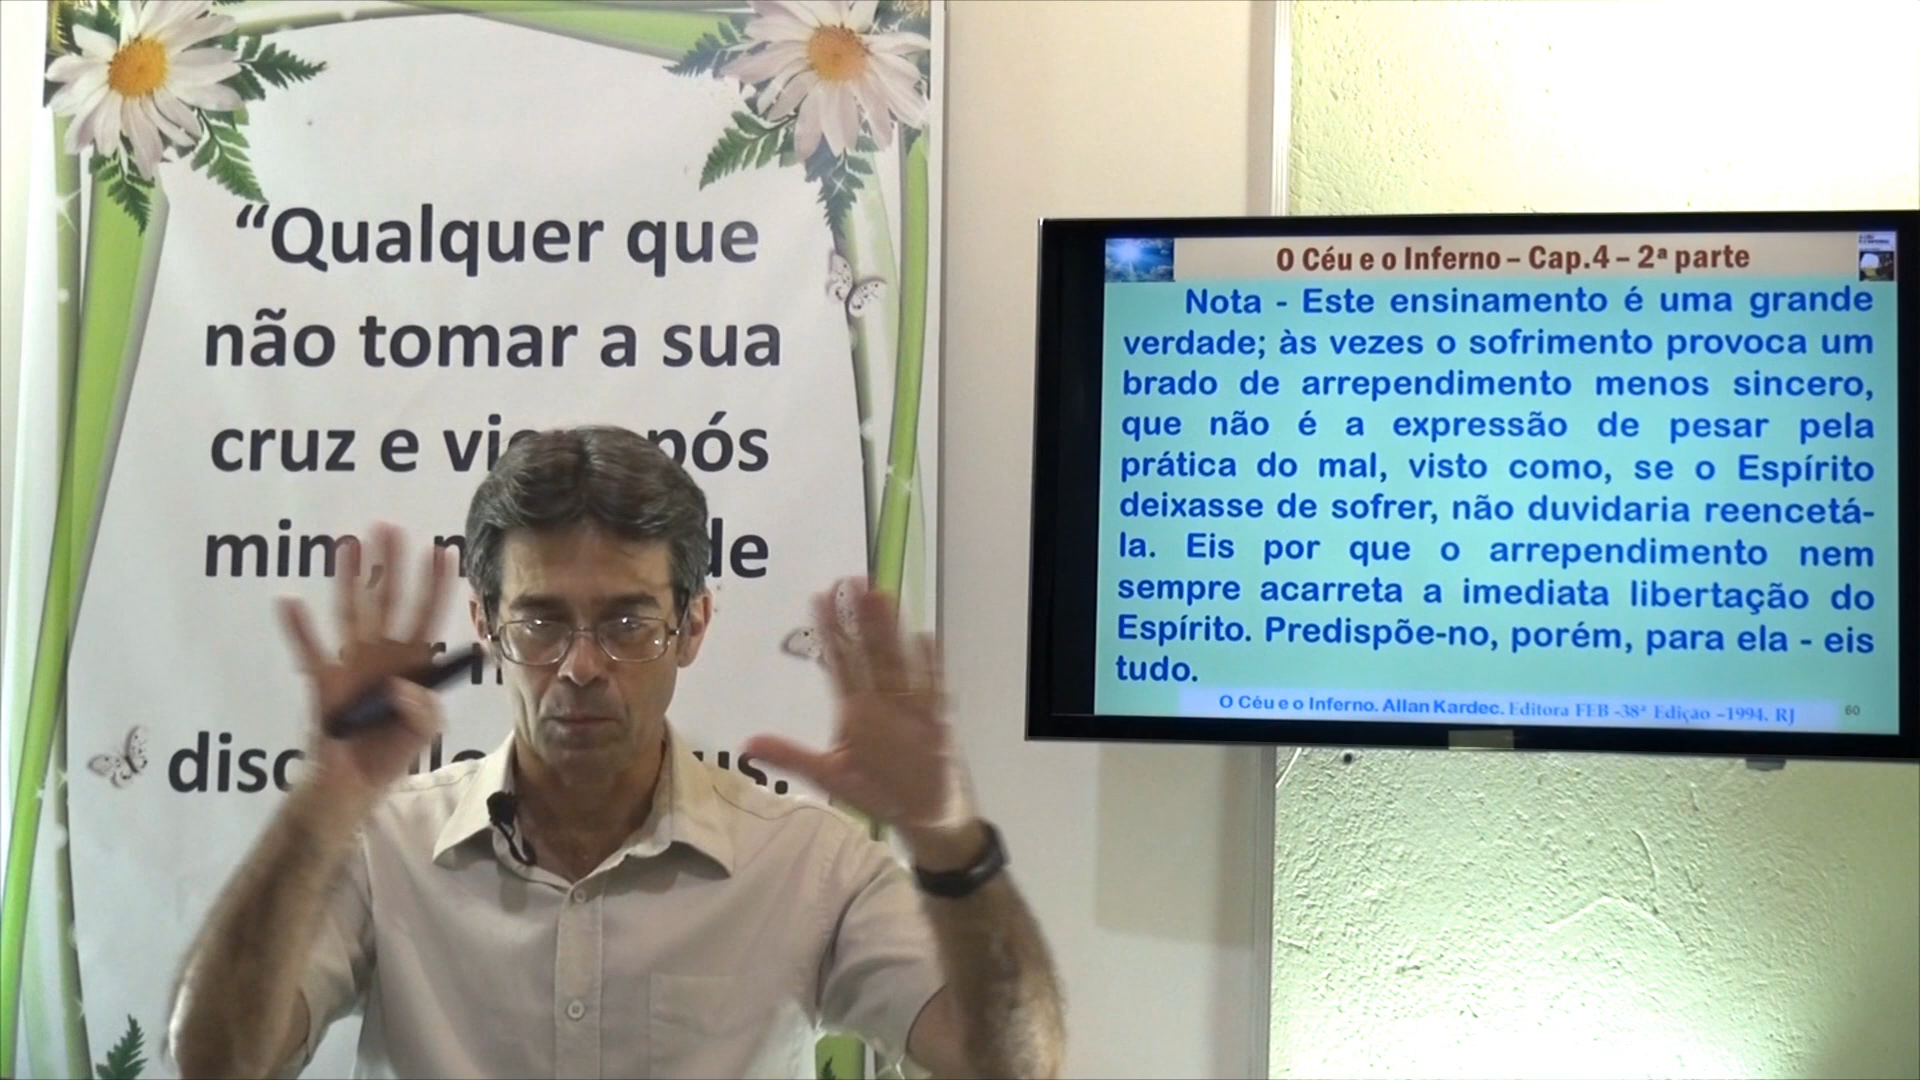 “Qualquer que
não tomar a sua
cruz e pós
mim, de
us.
O Céu e o Inferno – Cap.4 – 2ª parte
Nota - Este ensinamento é uma grande
verdade; às vezes o sofrimento provoca um
brado de arrependimento menos sincero,
que não é a expressão de pesar pela
prática do mal, visto como, se o Espírito
deixasse de sofrer, não duvidaria reencetá-
la. Eis por que o arrependimento nem
sempre acarreta a imediata libertação do
Espírito. Predispõe-no, porém, para ela - eis
tudo.
O Céu e o Inferno. Allan Kardec. Editora FEB -38ª Edição –1994. RJ
60